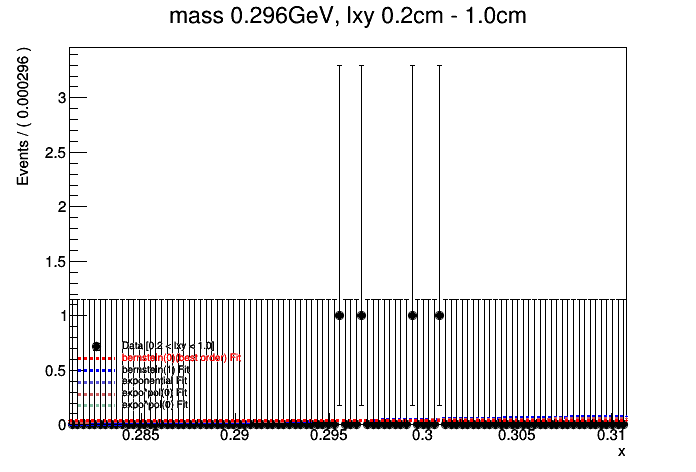 mass 0.296GeV, lxy 0.2cm - 1.0cm
Events / ( 0.000296 )
3
2.5
2
1.5
1
0.5
0
Data [0.2 < lxy < 1.0]
bernstein(0)(best order) Fit
bernstein(1) Fit
exponential Fit
expo*pol(0) Fit
expo*pol(0) Fit
0.285 0.29 0.295 0.3 0.305 0.31
x